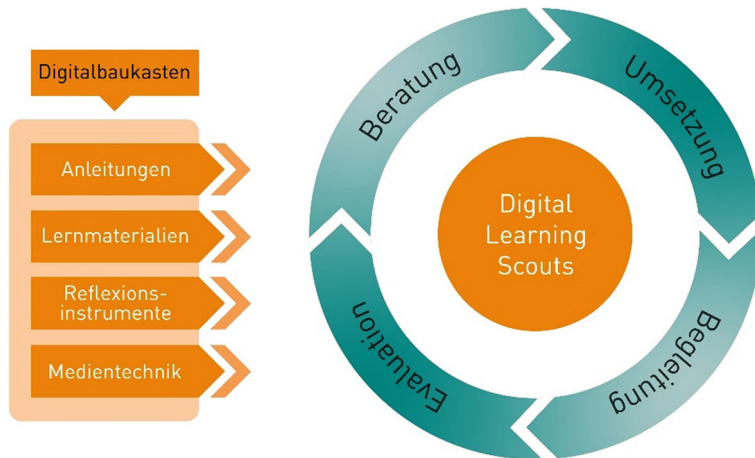 Digitalbaukasten
Anleitungen
Lernmaterialien
Reflexions-
instrumente
Medientechnik
Beratung
Umsetzung
Begleitung
Evaluation
Digital
Learning
Scouts